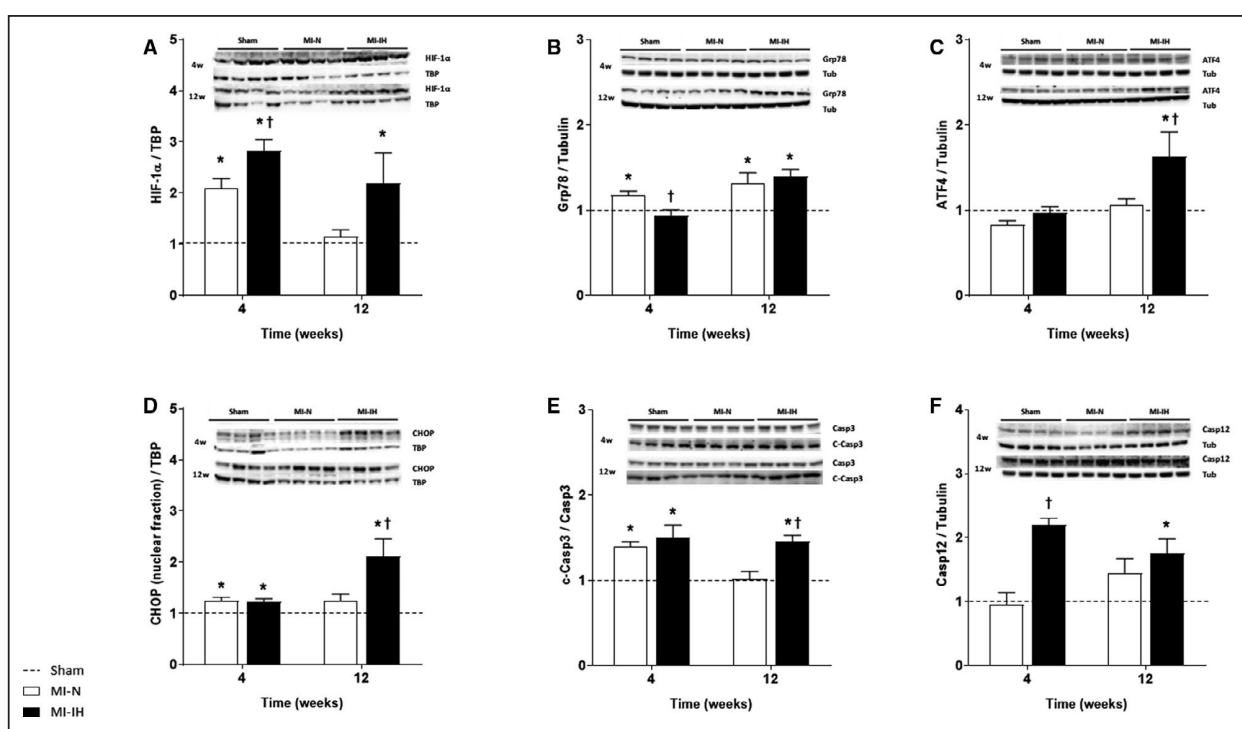 A
5
4
3
2
1
0
HIF-1α / TBP
Sham MI-N MI-IH
4w
HIF-1α
TBP
12w
HIF-1α
TBP
*
* †
*
4 12
Time (weeks)
B
3
2
1
0
Grp78 / Tubulin
Sham MI-N MI-IH
4w
Grp78
Tub
12w
Grp78
Tub
*
†
*
*
4 12
Time (weeks)
C
3
2
1
0
ATF4 / Tubulin
Sham MI-N MI-IH
4w
ATF4
Tub
12w
ATF4
Tub
* †
4 12
Time (weeks)
D
5
4
3
2
1
0
CHOP (nuclear fraction) / TBP
Sham MI-N MI-IH
4w
CHOP
TBP
12w
CHOP
TBP
*
*
* †
4 12
Time (weeks)
E
3
2
1
0
c-Casp3 / Casp3
Sham MI-N MI-IH
4w
Casp3
C-Casp3
12w
Casp3
C-Casp3
*
*
* †
4 12
Time (weeks)
F
4
3
2
1
0
Casp12 / Tubulin
Sham MI-N MI-IH
4w
Casp12
Tub
12w
Casp12
Tub
†
*
4 12
Time (weeks)
Sham
MI-N
MI-IH